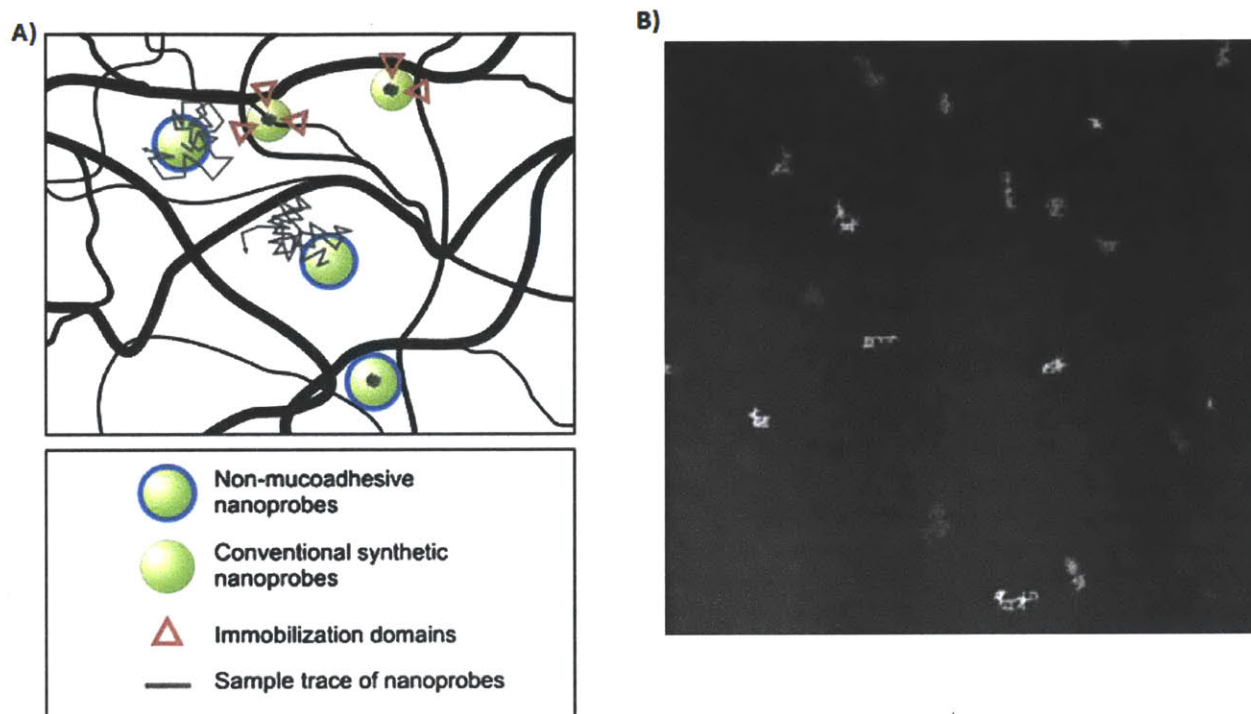 A)
B)
Non-mucoadhesive
nanoprobes
Conventional synthetic
nanoprobes
Immobilization domains
Sample trace of nanoprobes